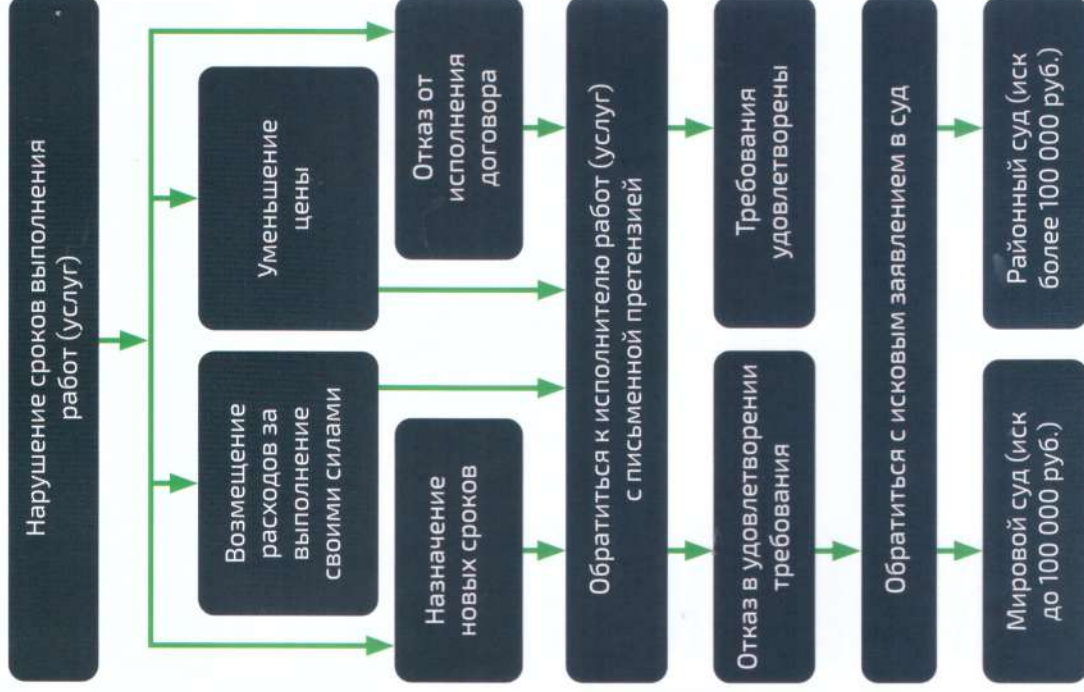 Нарушение сроков выполнения
работ (услуг)
Возмещение
расходов за
выполнение
своими силами
Уменьшение
цены
Назначение
новых сроков
Отказ от
исполнения
договора
Обратиться к исполнителю работ (услуг)
с письменной претензией
Отказ в удовлетворении
требования
Требования
удовлетворены
Обратиться с исковым заявлением в суд
Мировой суд (иск
до 100 000 руб.)
Районный суд (иск
более 100 000 руб.)